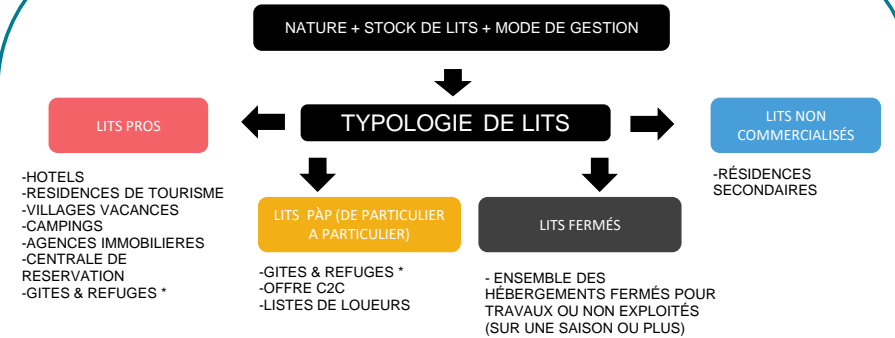 NATURE + STOCK DE LITS + MODE DE GESTION
TYPOLOGIE DE LITS
LITS PROS
-HOTELS
-RESIDENCES DE TOURISME
-VILLAGES VACANCES
-CAMPINGS
-AGENCES IMMOBILIERES
-CENTRALE DE
RESERVATION
-GITES & REFUGES *
LITS PÀP (DE PARTICULIER
A PARTICULIER)
-GITES & REFUGES *
-OFFRE C2C
-LISTES DE LOUEURS
LITS FERMÉS
- ENSEMBLE DES
HÉBERGEMENTS FERMÉS POUR
TRAVAUX OU NON EXPLOITÉS
(SUR UNE SAISON OU PLUS)
LITS NON
COMMERCIALISÉS
-RÉSIDENCES
SECONDAIRES